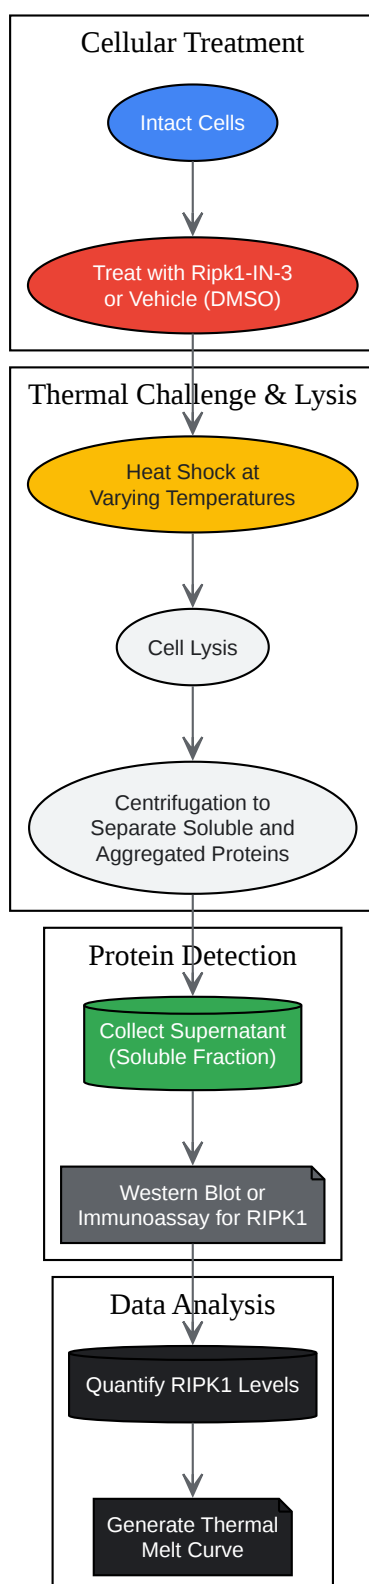 Cellular Treatment
Intact Cells
Treat with Ripk1-IN-3
or Vehicle (DMSO)
Thermal Challenge & Lysis
Heat Shock at
Varying Temperatures
Cell Lysis
Centrifugation to
Separate Soluble and
Aggregated Proteins
Protein Detection
Collect Supernatant
(Soluble Fraction)
Western Blot or
Immunoassay for RIPK1
Data Analysis
Quantify RIPK1 Levels
Generate Thermal
Melt Curve